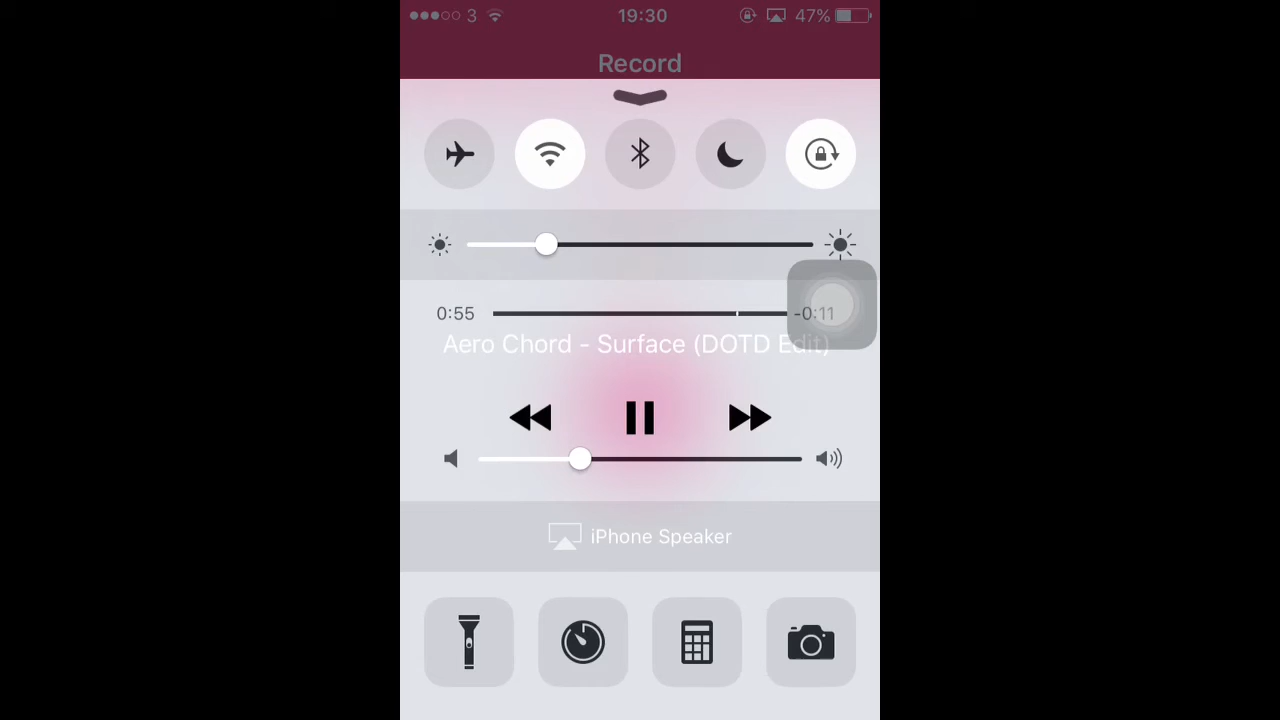 3 19:30 47%
Record
0:55 -0:11
Aero Chord - Surface (DOTD Edit)
iPhone Speaker